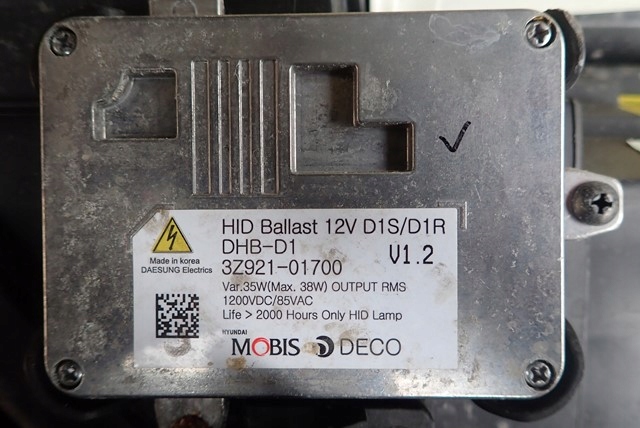 HID Ballast 12V D1S/D1R
DHB-D1 V1.2
3Z921-01700
Made in korea
DAESUNG Electrics
Var.35W(Max. 38W) OUTPUT RMS
1200VDC/85VAC
Life > 2000 Hours Only HID Lamp
HYUNDAI
MOBIS DECO